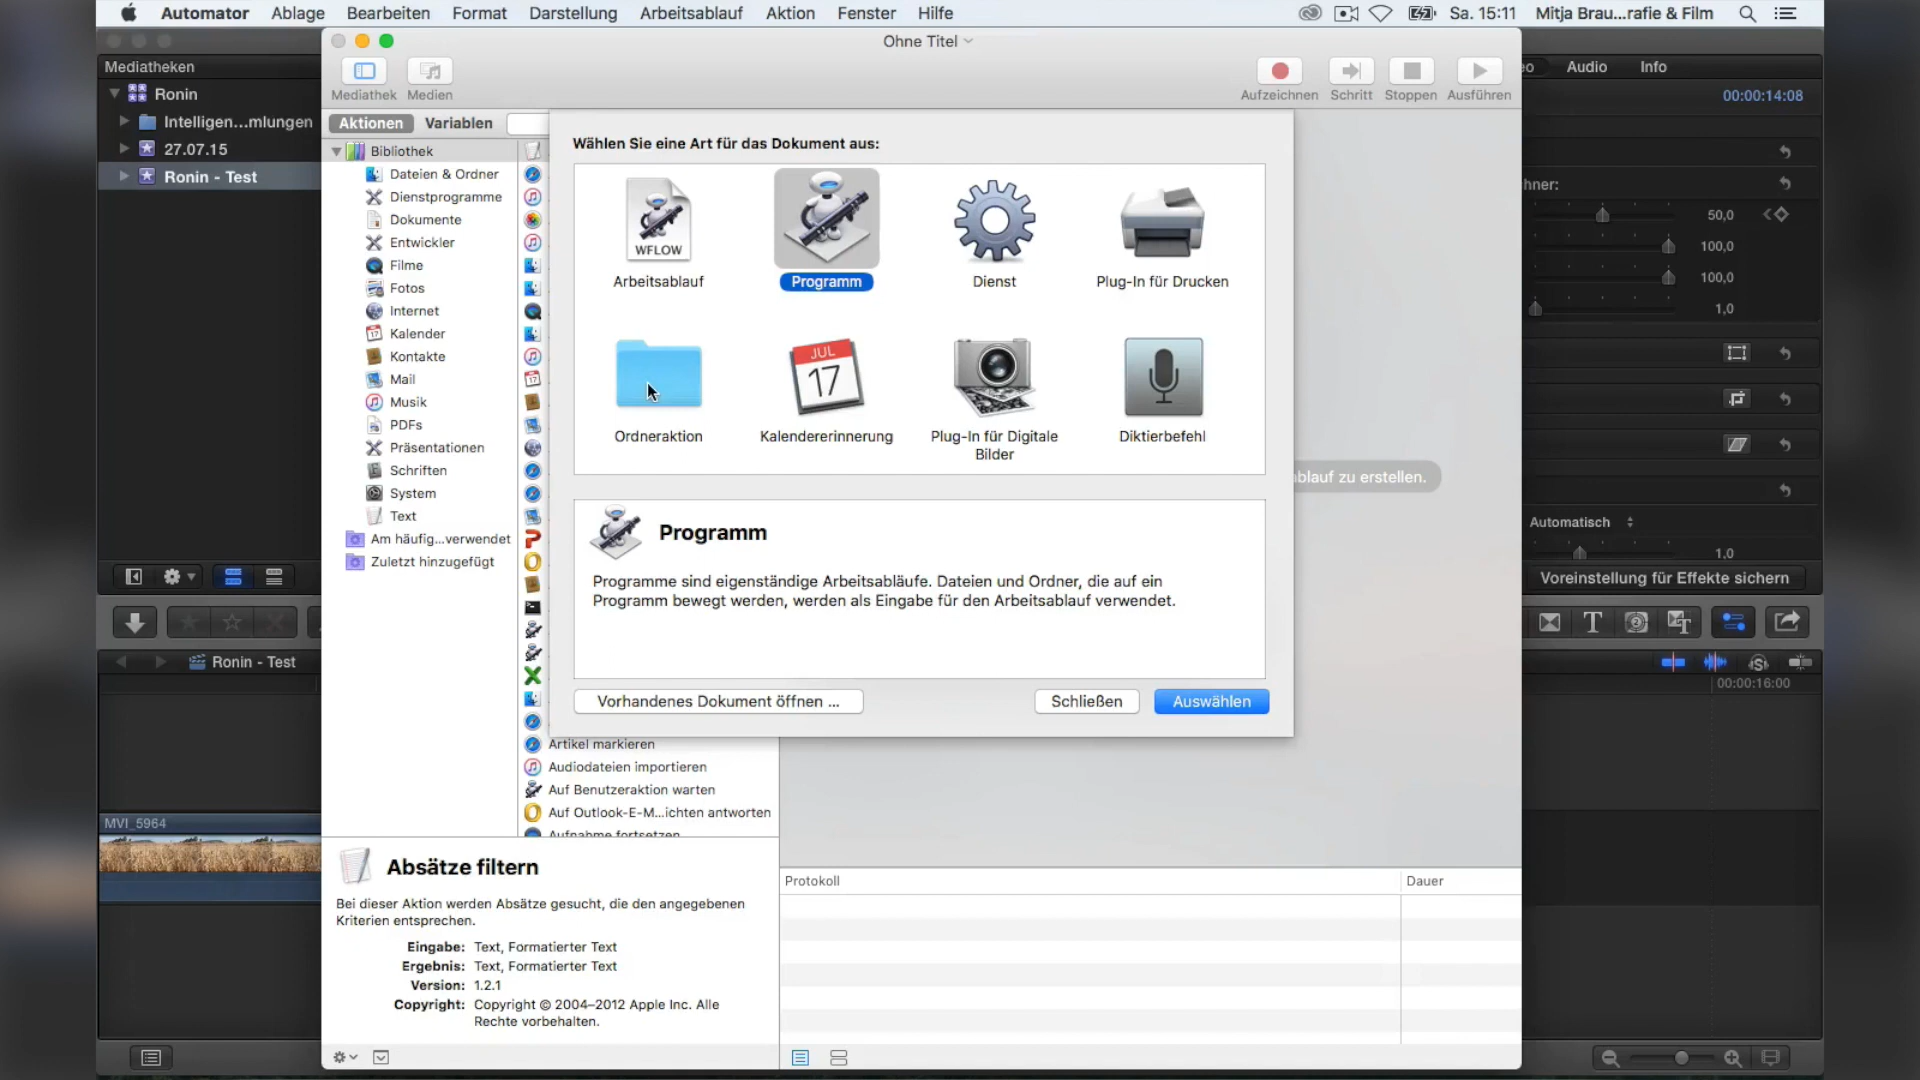 Automator Ablage Bearbeiten Format Darstellung Arbeitsablauf Aktion Fenster Hilfe Sa. 15:11 Mitja Brau...rafie & Film
Ohne Titel
Mediatheken
Ronin
Intelligen...mlungen
27.07.15
Ronin - Test
Mediathek Medien
Aufzeichnen Schritt Stoppen Ausführen
Aktionen Variablen
Bibliothek
Dateien & Ordner
Dienstprogramme
Dokumente
Entwickler
Filme
Fotos
Internet
Kalender
Kontakte
Mail
Musik
PDFs
Präsentationen
Schriften
System
Text
Am häufig...verwendet
Zuletzt hinzugefügt
Wählen Sie eine Art für das Dokument aus:
WFLOW
Arbeitsablauf Programm Dienst Plug-In für Drucken
JUL
17
Ordneraktion Kalendererinnerung Plug-In für Digitale Diktierbefehl
Bilder
Programm
Programme sind eigenständige Arbeitsabläufe. Dateien und Ordner, die auf ein
Programm bewegt werden, werden als Eingabe für den Arbeitsablauf verwendet.
Vorhandenes Dokument öffnen ... Schließen Auswählen
Artikel markieren
Audiodateien importieren
Auf Benutzeraktion warten
Auf Outlook-E-M...ichten antworten
Aufnahme fortsetzen
blauf zu erstellen.
eo Audio Info
00:00:14:08
hner:
50,0
100,0
100,0
1,0
Automatisch
1,0
Voreinstellung für Effekte sichern
00:00:16:00
Ronin - Test
MVI_5964
Absätze filtern
Bei dieser Aktion werden Absätze gesucht, die den angegebenen
Kriterien entsprechen.
Eingabe: Text, Formatierter Text
Ergebnis: Text, Formatierter Text
Version: 1.2.1
Copyright: Copyright © 2004–2012 Apple Inc. Alle
Rechte vorbehalten.
Protokoll Dauer